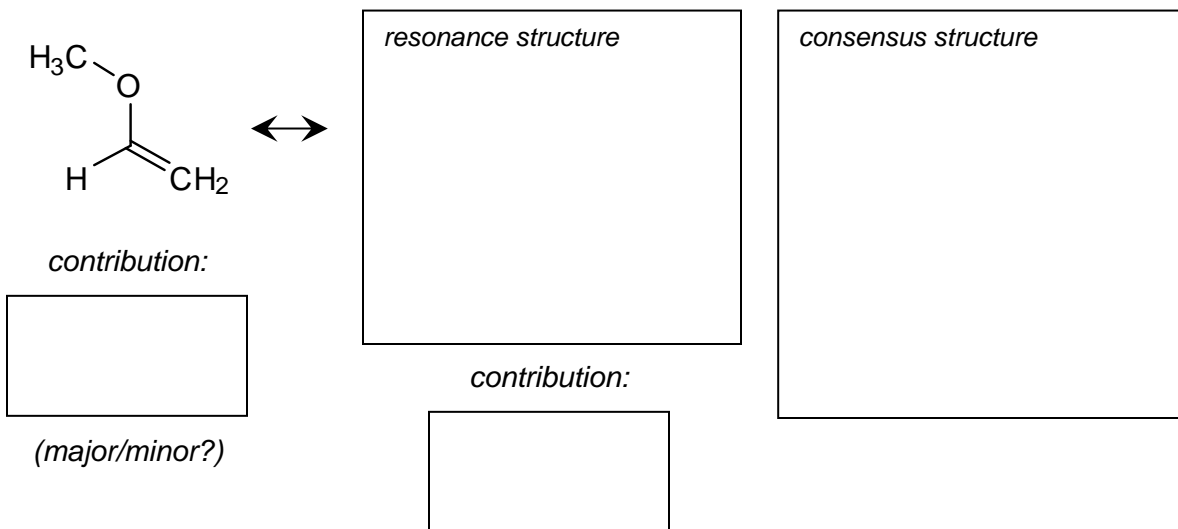 resonance structure
consensus structure
H₃C
O
H
CH₂
contribution:
contribution:
(major/minor?)